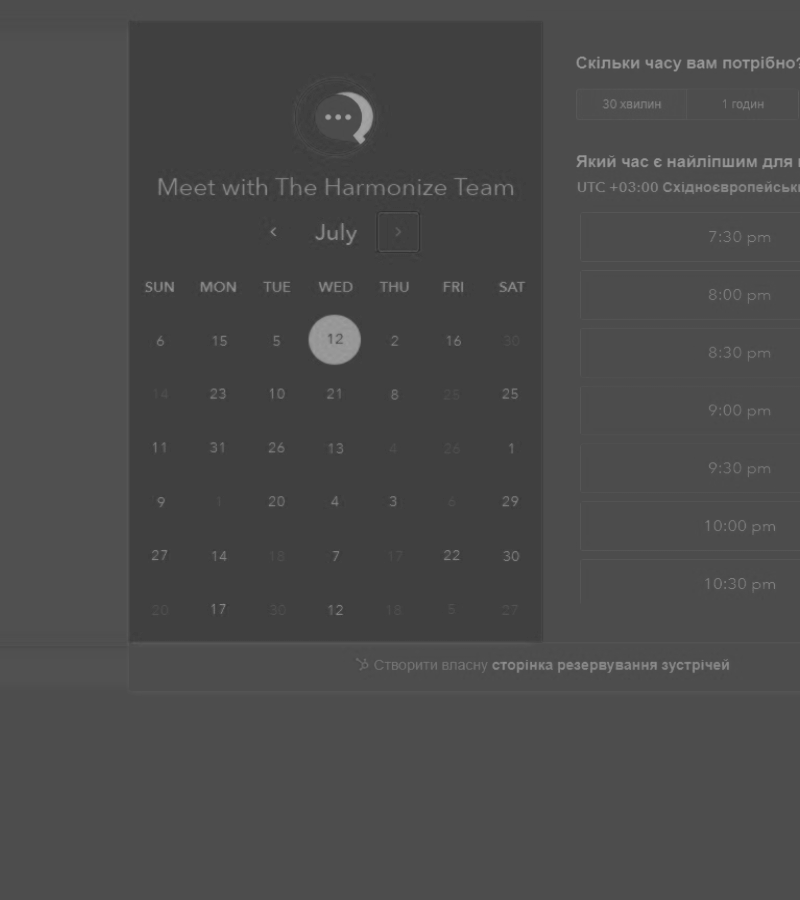 Meet with The Harmonize Team
July
SUN MON TUE WED THU FRI SAT
6 15 5 12 2 16 30
14 23 10 21 8 25 25
11 31 26 13 4 26 1
9 1 20 4 3 6 29
27 14 18 7 17 22 30
20 17 30 12 18 5 27
Скільки часу вам потрібно?
30 хвилин 1 годин
Який час є найліпшим для
UTC +03:00 Східноєвропейськ
7:30 pm
8:00 pm
8:30 pm
9:00 pm
9:30 pm
10:00 pm
10:30 pm
Створити власну сторінка резервування зустрічей